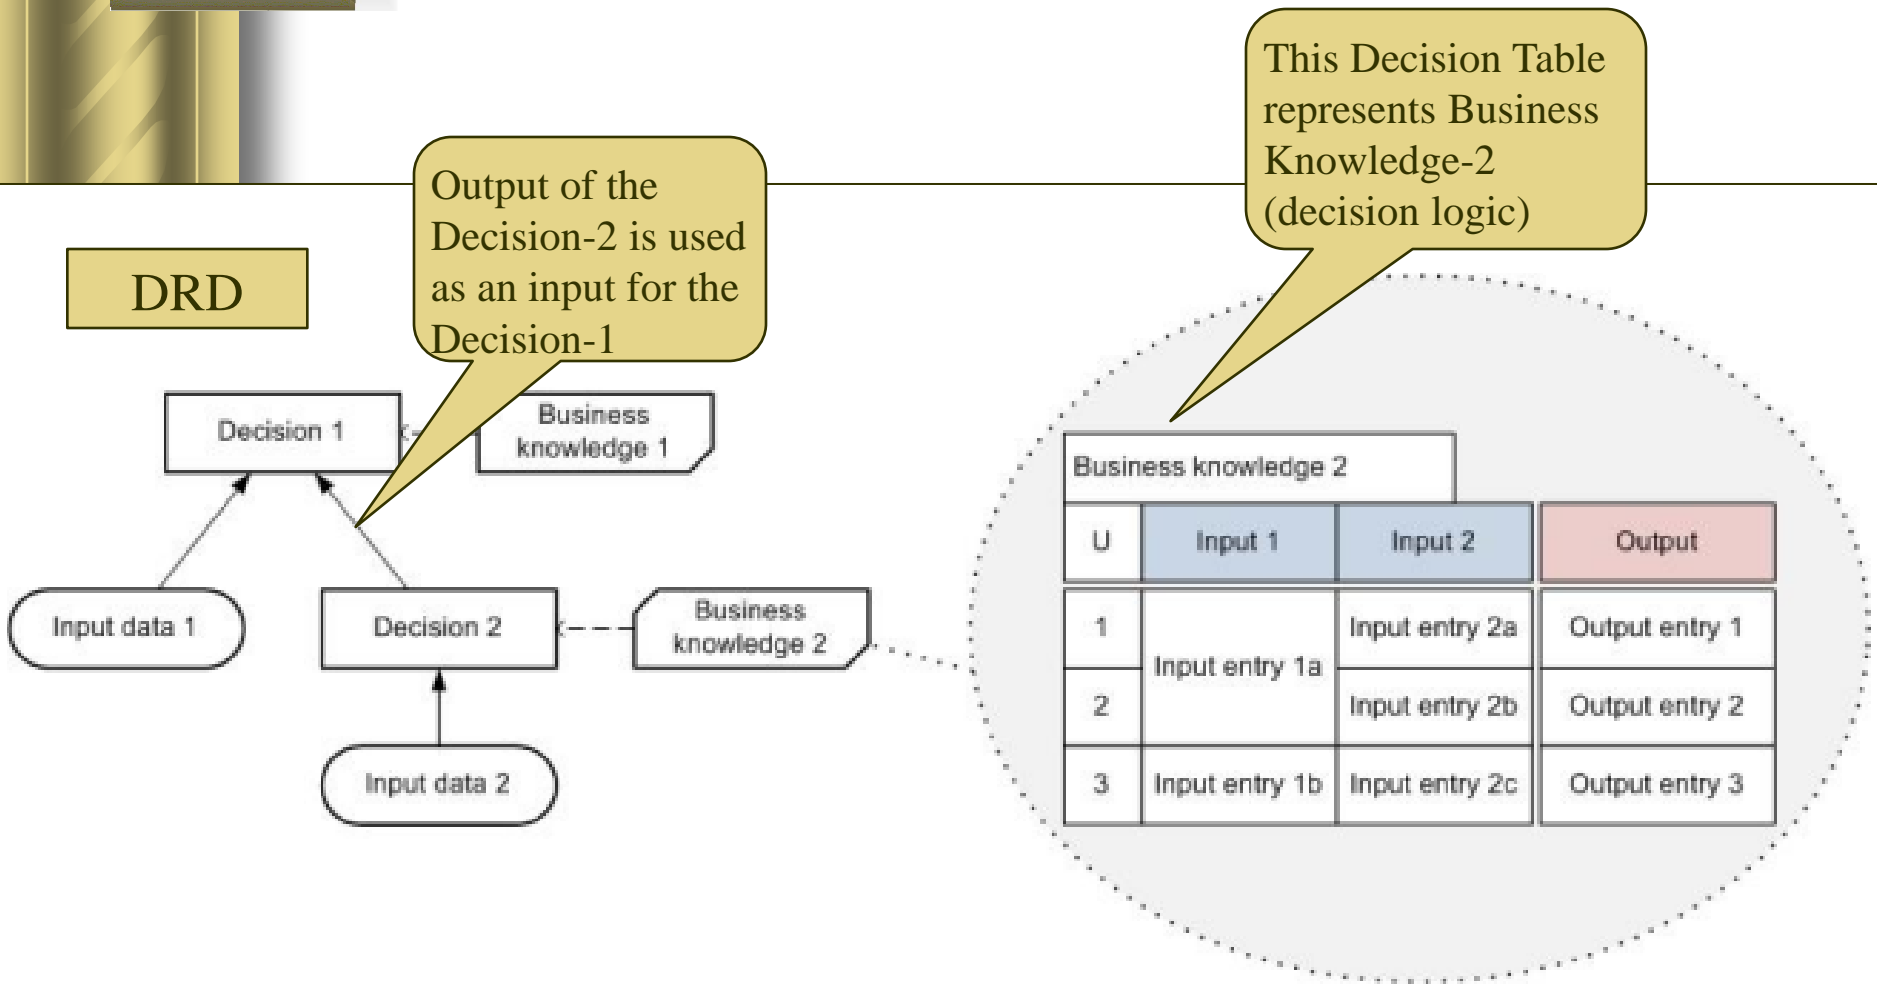 This Decision Table
represents Business
Knowledge-2
(decision logic)
Output of the
Decision-2 is used
as an input for the
Decision-1
DRD
Decision 1
Business
knowledge 1
Input data 1
Decision 2
Business
knowledge 2
Input data 2
Business knowledge 2
U Input 1 Input 2 Output
1 Input entry 1a Input entry 2a Output entry 1
2 Input entry 2b Output entry 2
3 Input entry 1b Input entry 2c Output entry 3